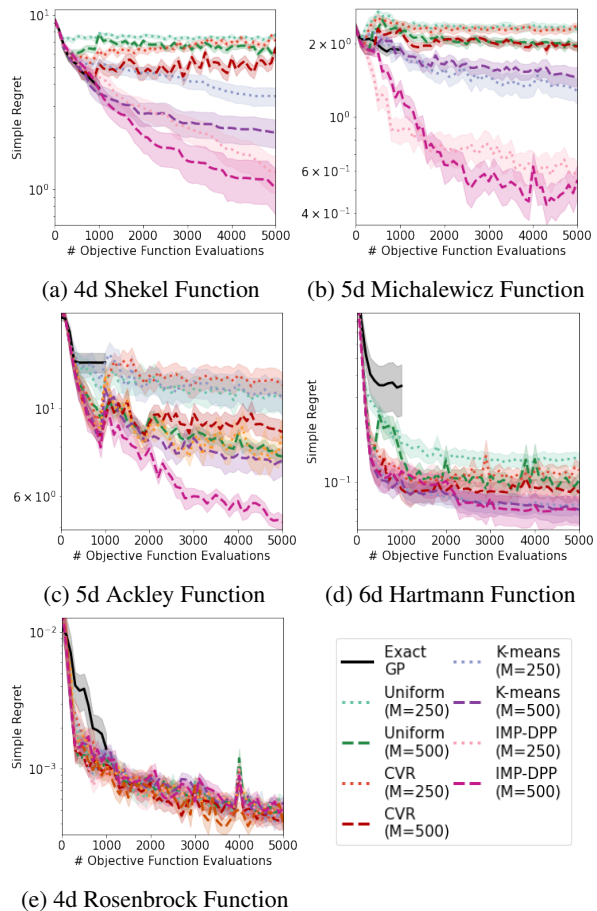 10¹
10⁰
Simple Regret
0 1000 2000 3000 4000 5000
# Objective Function Evaluations
(a) 4d Shekel Function
2 × 10⁰
10⁰
6 × 10⁻¹
4 × 10⁻¹
Simple Regret
0 1000 2000 3000 4000 5000
# Objective Function Evaluations
(b) 5d Michalewicz Function
10¹
6 × 10⁰
Simple Regret
0 1000 2000 3000 4000 5000
# Objective Function Evaluations
(c) 5d Ackley Function
10⁻¹
Simple Regret
0 1000 2000 3000 4000 5000
# Objective Function Evaluations
(d) 6d Hartmann Function
10⁻²
10⁻³
Simple Regret
0 1000 2000 3000 4000 5000
# Objective Function Evaluations
(e) 4d Rosenbrock Function
Exact
GP
Uniform
(M=250)
Uniform
(M=500)
CVR
(M=250)
CVR
(M=500)
K-means
(M=250)
K-means
(M=500)
IMP-DPP
(M=250)
IMP-DPP
(M=500)